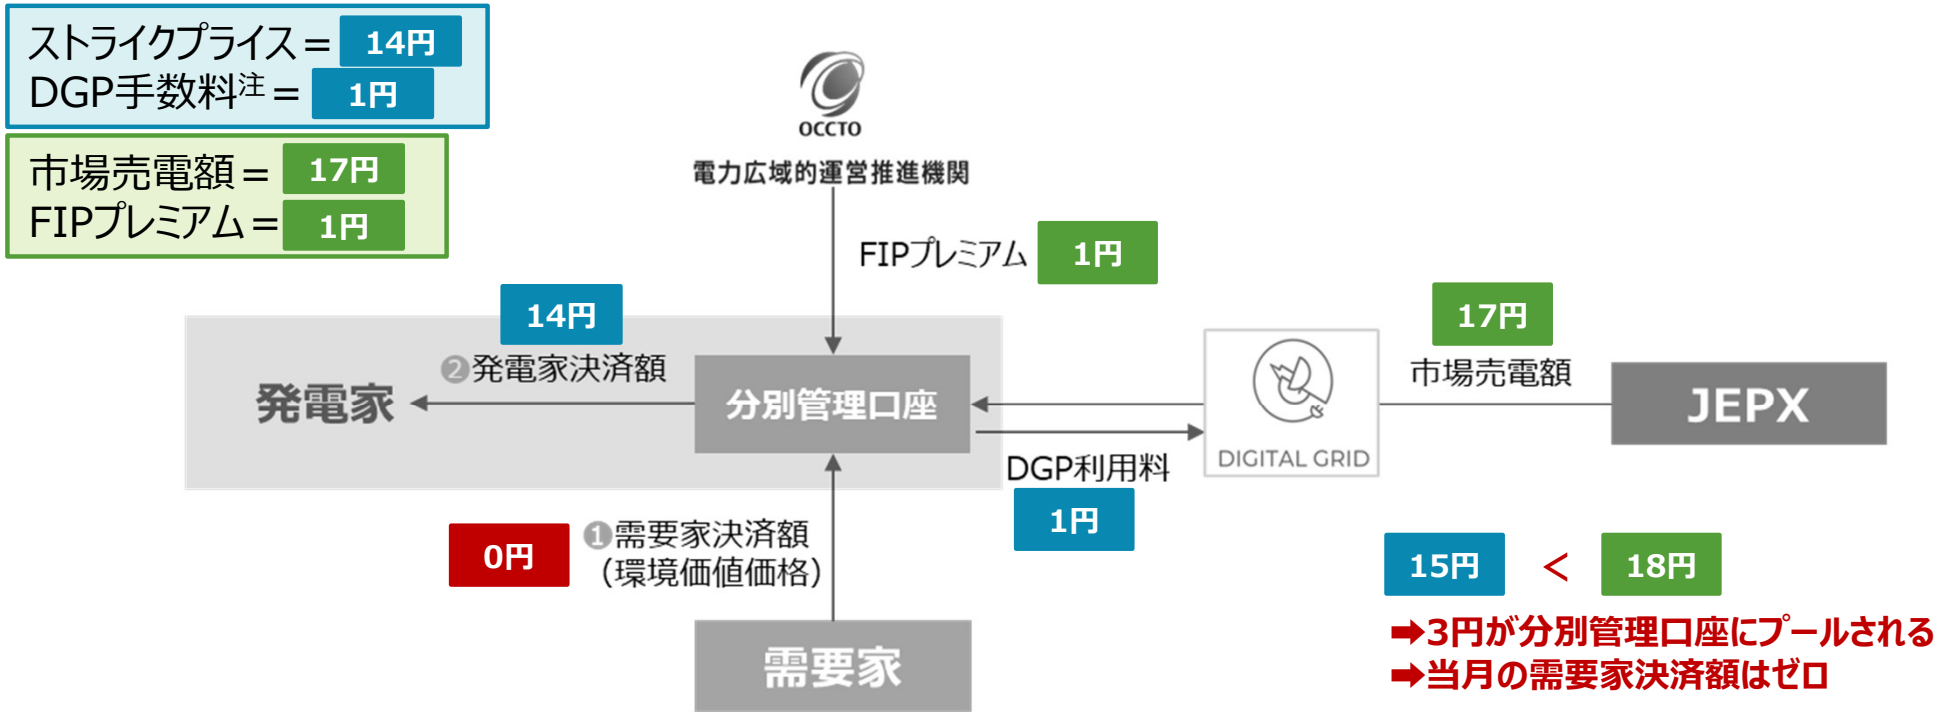 ストライクプライス＝ 14円
DGP手数料注＝ 1円
市場売電額＝ 17円
FIPプレミアム＝ 1円
OCCTO
電力広域的運営推進機関
FIPプレミアム 1円
14円
❷発電家決済額
発電家
分別管理口座
DGP利用料
1円
DIGITAL GRID
17円
市場売電額
JEPX
0円
❶需要家決済額
（環境価値価格）
需要家
15円 ＜ 18円
➡3円が分別管理口座にプールされる
➡当月の需要家決済額はゼロ